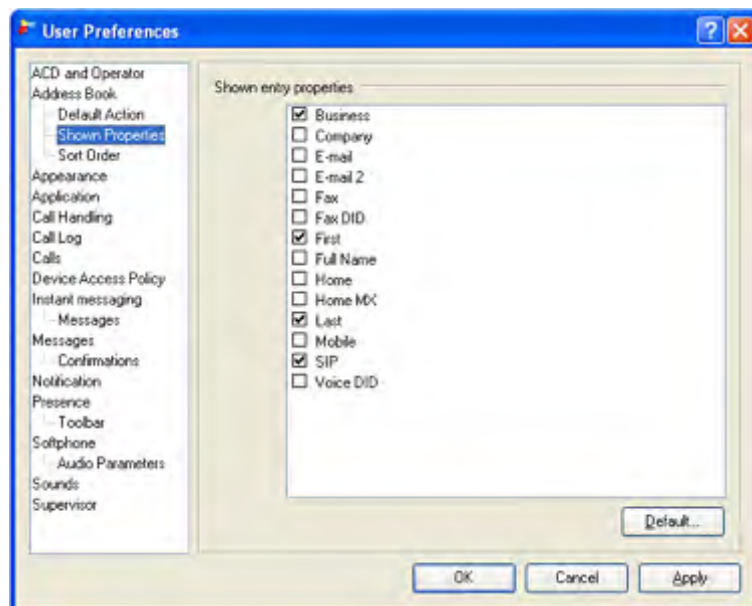 User Preferences
ACD and Operator
Address Book
Default Action
Shown Properties
Sort Order
Appearance
Application
Call Handling
Call Log
Calls
Device Access Policy
Instant messaging
Messages
Messages
Confirmations
Notification
Presence
Toolbar
Softphone
Audio Parameters
Sounds
Supervisor
Shown entry properties
Business
Company
E-mail
E-mail 2
Fax
Fax DID
First
Full Name
Home
Home MX
Last
Mobile
SIP
Voice DID
Default...
OK
Cancel
Apply